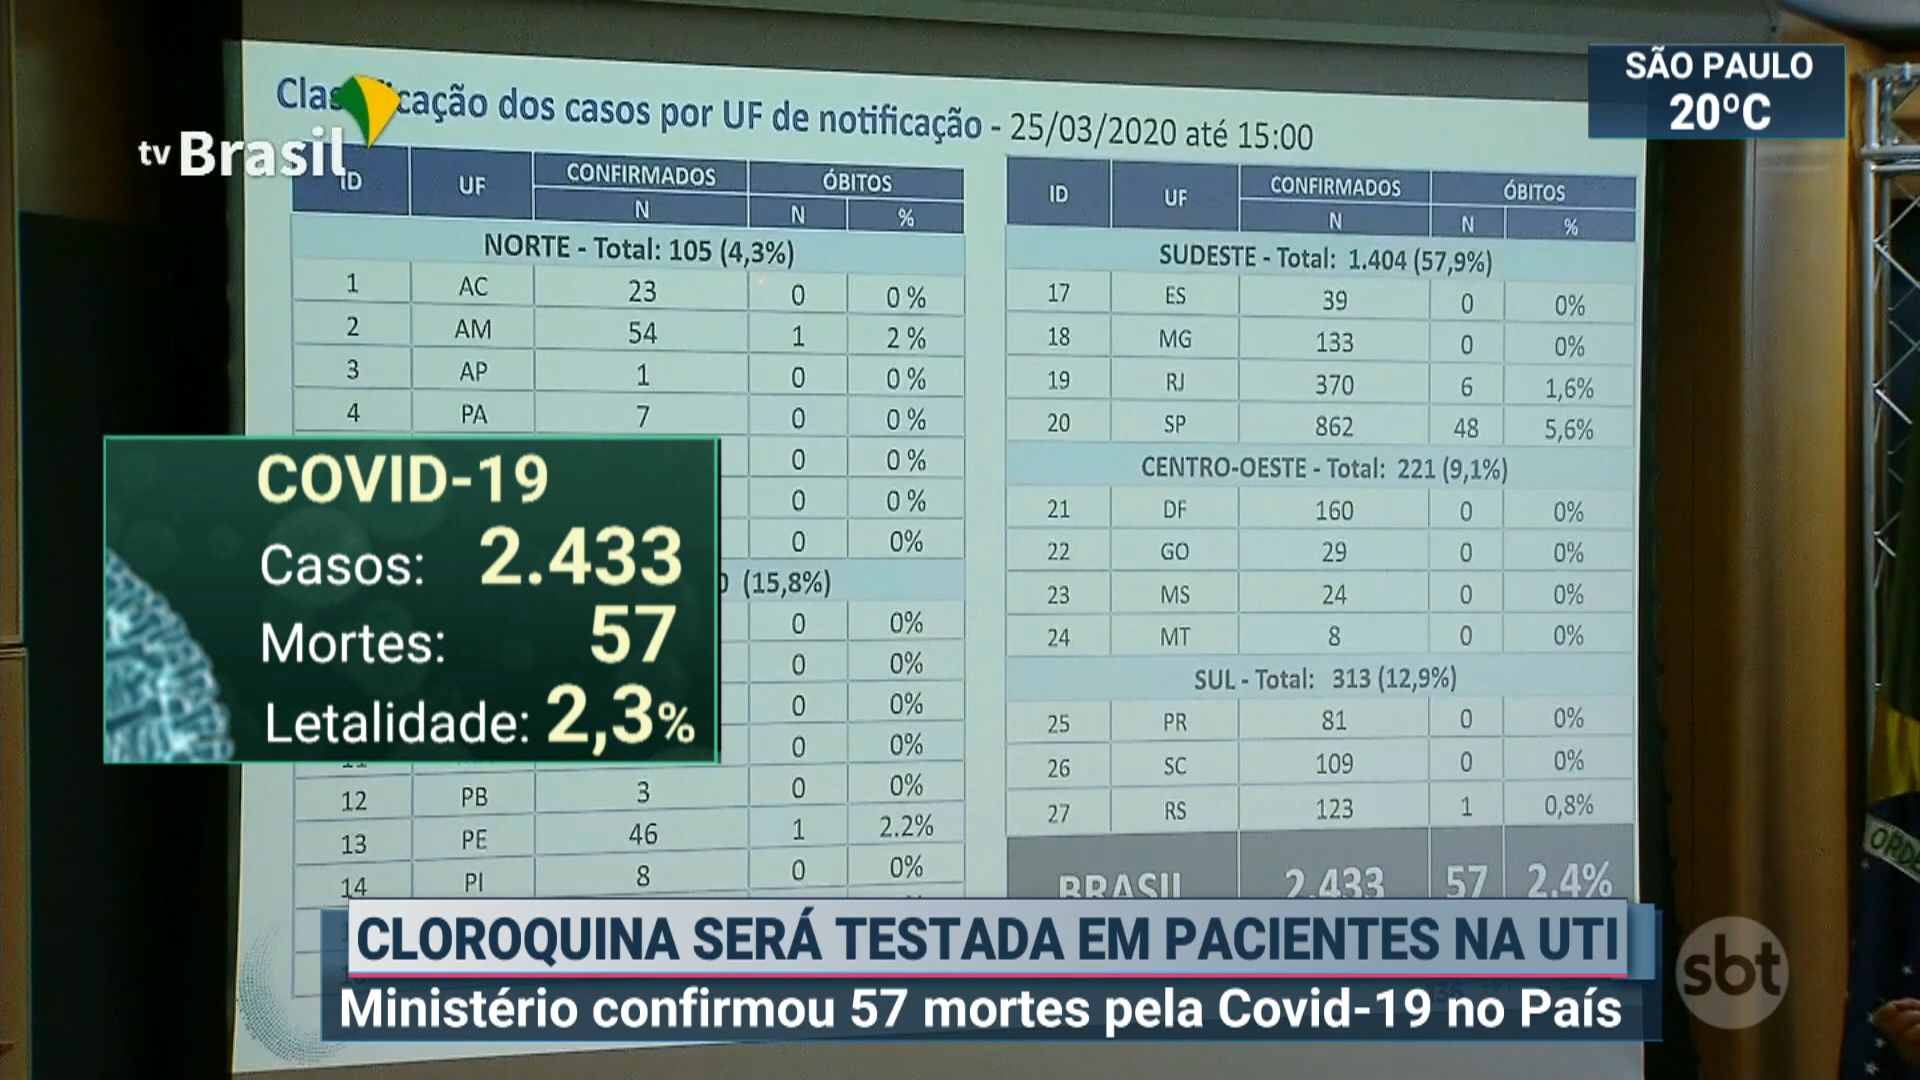 SÃO PAULO
20ºC
tv Brasil
Clas cação dos casos por UF de notificação - 25/03/2020 até 15:00
ID UF CONFIRMADOS ÓBITOS
N N %
NORTE - Total: 105 (4,3%)
1 AC 23 0 0 %
2 AM 54 1 2 %
3 AP 1 0 0 %
4 PA 7 0 0 %
0 0 %
0 0 %
0 0%
(15,8%)
0 0%
0 0%
0 0%
0 0%
12 PB 3 0 0%
13 PE 46 1 2.2%
14 PI 8 0 0%
ID UF CONFIRMADOS ÓBITOS
N N %
SUDESTE - Total: 1.404 (57,9%)
17 ES 39 0 0%
18 MG 133 0 0%
19 RJ 370 6 1,6%
20 SP 862 48 5,6%
CENTRO-OESTE - Total: 221 (9,1%)
21 DF 160 0 0%
22 GO 29 0 0%
23 MS 24 0 0%
24 MT 8 0 0%
SUL - Total: 313 (12,9%)
25 PR 81 0 0%
26 SC 109 0 0%
27 RS 123 1 0,8%
BRASIL 2.433 57 2.4%
COVID-19
Casos: 2.433
Mortes: 57
Letalidade: 2,3%
CLOROQUINA SERÁ TESTADA EM PACIENTES NA UTI
Ministério confirmou 57 mortes pela Covid-19 no País
sbt
ORDE